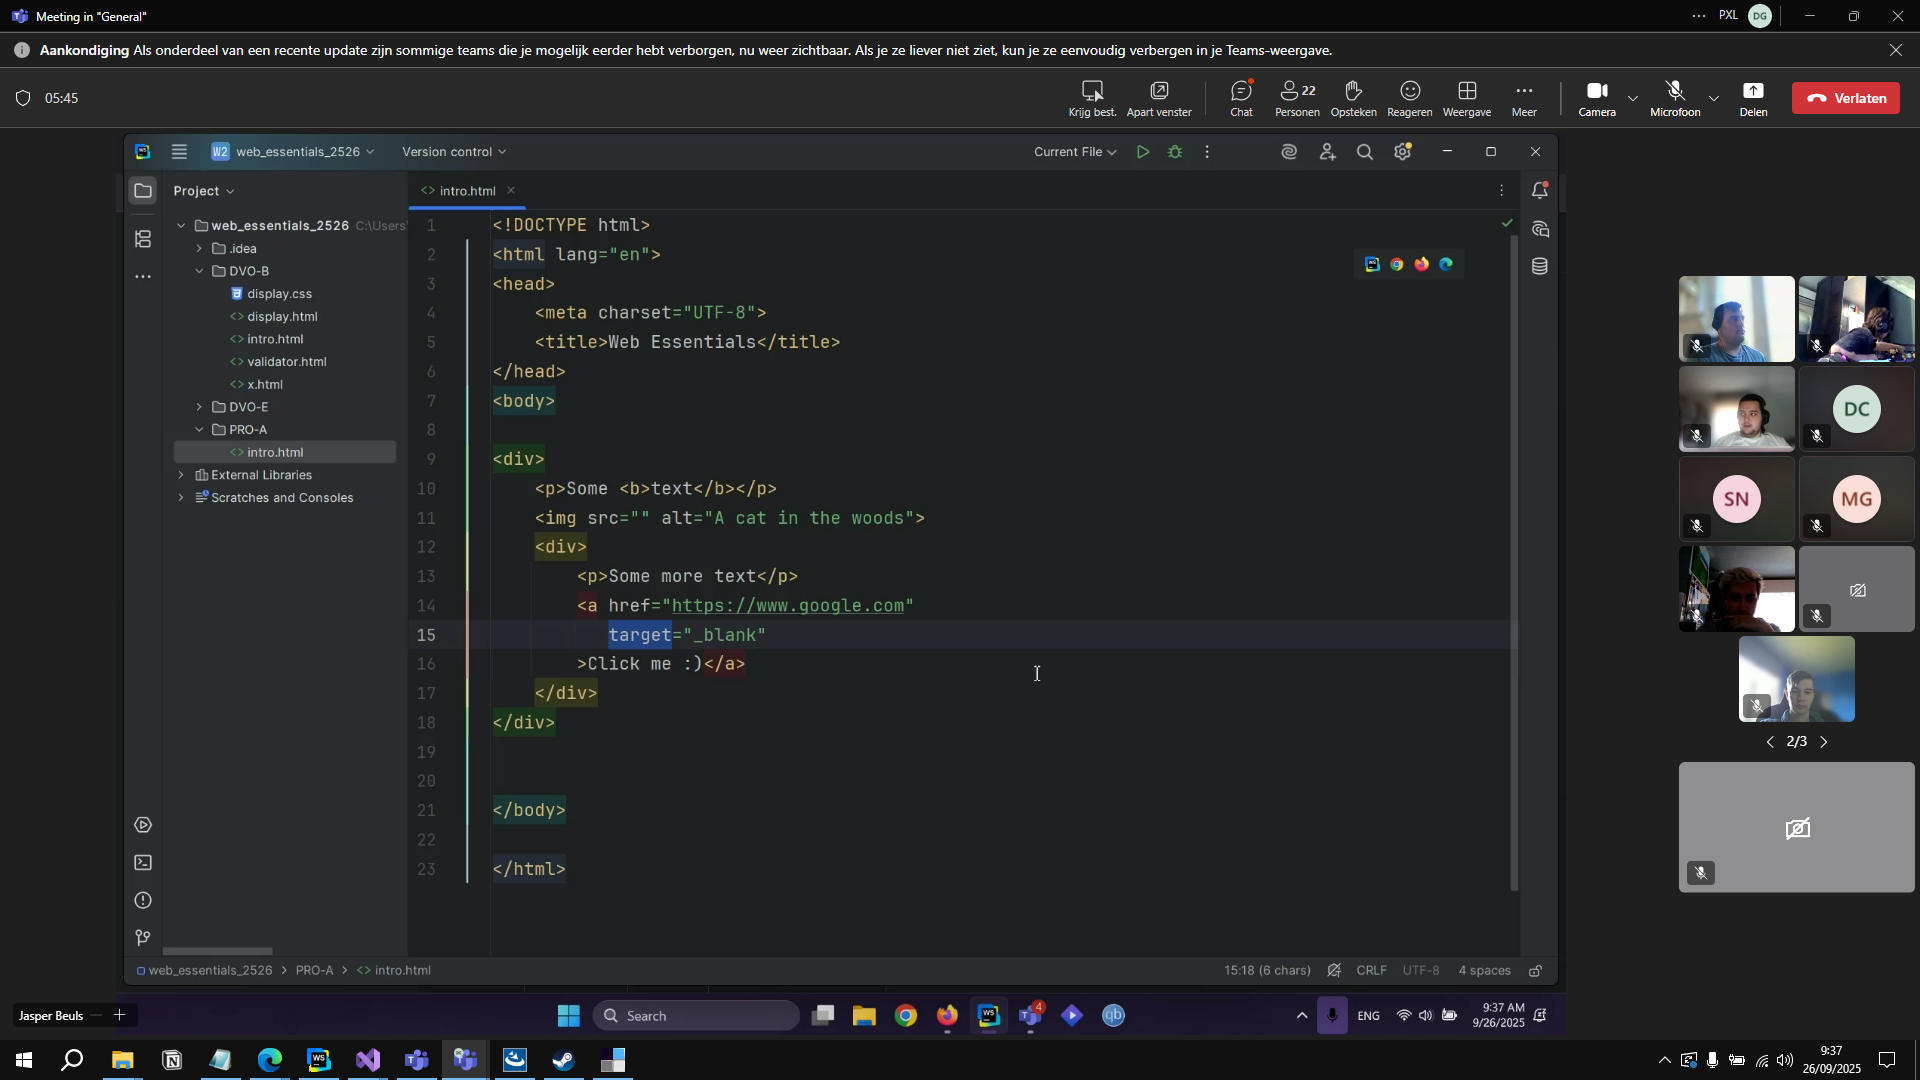 Meeting in "General"
PXL
DG
Aankondiging Als onderdeel van een recente update zijn sommige teams die je mogelijk eerder hebt verborgen, nu weer zichtbaar. Als je ze liever niet ziet, kun je ze eenvoudig verbergen in je Teams-weergave.
05:45
Krijg best.
Apart venster
Chat
22
Personen
Opsteken
Reageren
Weergave
Meer
Camera
Microfoon
Delen
Verlaten
WS
W2 web_essentials_2526
Version control
Current File
Project
intro.html
web_essentials_2526 C:\Users
.idea
DVO-B
display.css
display.html
intro.html
validator.html
x.html
DVO-E
PRO-A
intro.html
External Libraries
Scratches and Consoles
1 <!DOCTYPE html>
2 <html lang="en">
3 <head>
4     <meta charset="UTF-8">
5     <title>Web Essentials</title>
6 </head>
7 <body>
8
9 <div>
10     <p>Some <b>text</b></p>
11     <img src="" alt="A cat in the woods">
12     <div>
13         <p>Some more text</p>
14         <a href="https://www.google.com"
15            target="_blank"
16         >Click me :)</a>
17     </div>
18 </div>
19
20
21 </body>
22
23 </html>
DC
SN
MG
2/3
web_essentials_2526 > PRO-A > intro.html
15:18 (6 chars)
CRLF
UTF-8
4 spaces
Jasper Beuls
Search
WS
4
qb
ENG
9:37 AM
9/26/2025
WS
9:37
26/09/2025